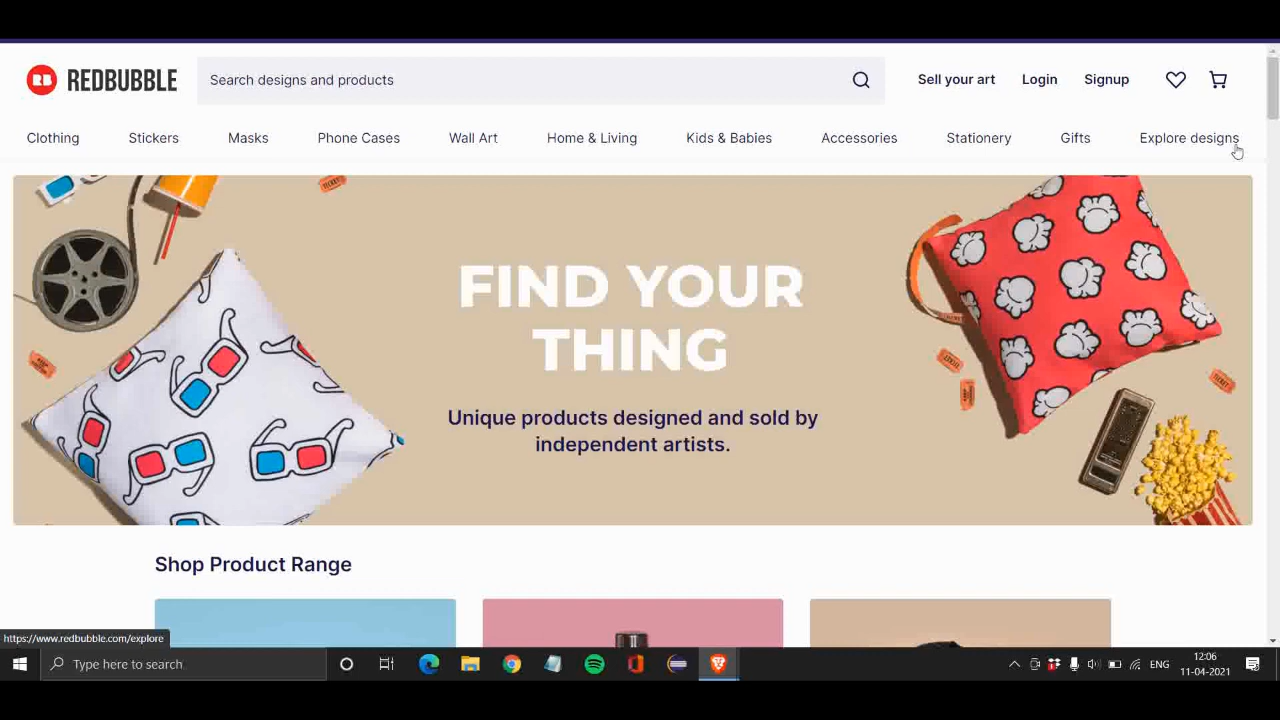 RB REDBUBBLE
Search designs and products
Sell your art
Login
Signup
Clothing
Stickers
Masks
Phone Cases
Wall Art
Home & Living
Kids & Babies
Accessories
Stationery
Gifts
Explore designs
FIND YOUR
THING
Unique products designed and sold by
independent artists.
Shop Product Range
https://www.redbubble.com/explore
Type here to search
ENG
12:06
11-04-2021